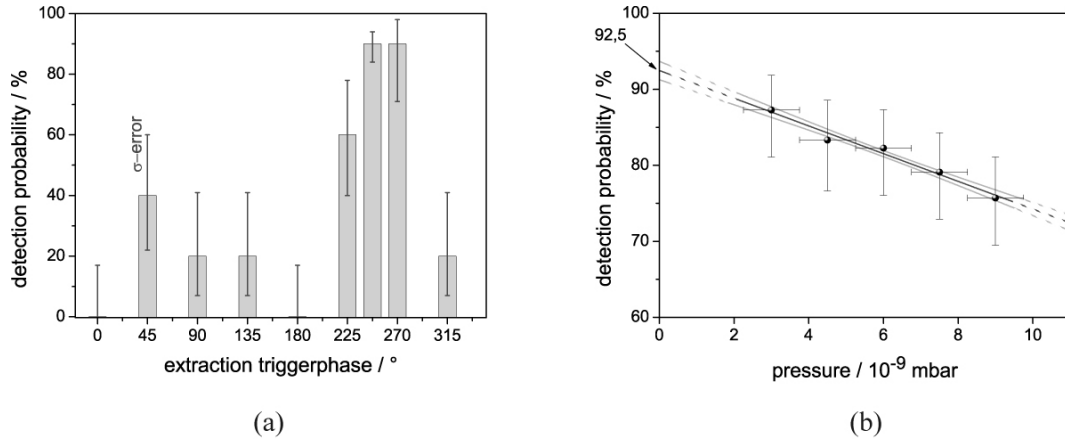 100
80
60
40
20
0
detection probability / %
σ–error
0 45 90 135 180 225 270 315
extraction triggerphase / °
(a)
100
92,5
90
80
70
60
detection probability / %
0 2 4 6 8 10
pressure / 10⁻⁹ mbar
(b)